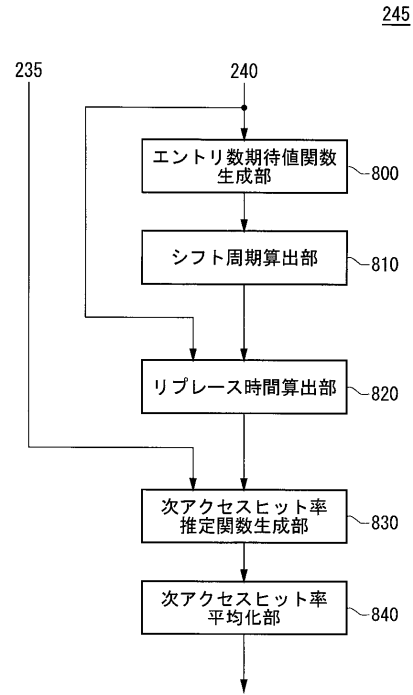 245
235
240
エントリ数期待値関数
生成部
800
シフト周期算出部
810
リプレース時間算出部
820
次アクセスヒット率
推定関数生成部
830
次アクセスヒット率
平均化部
840